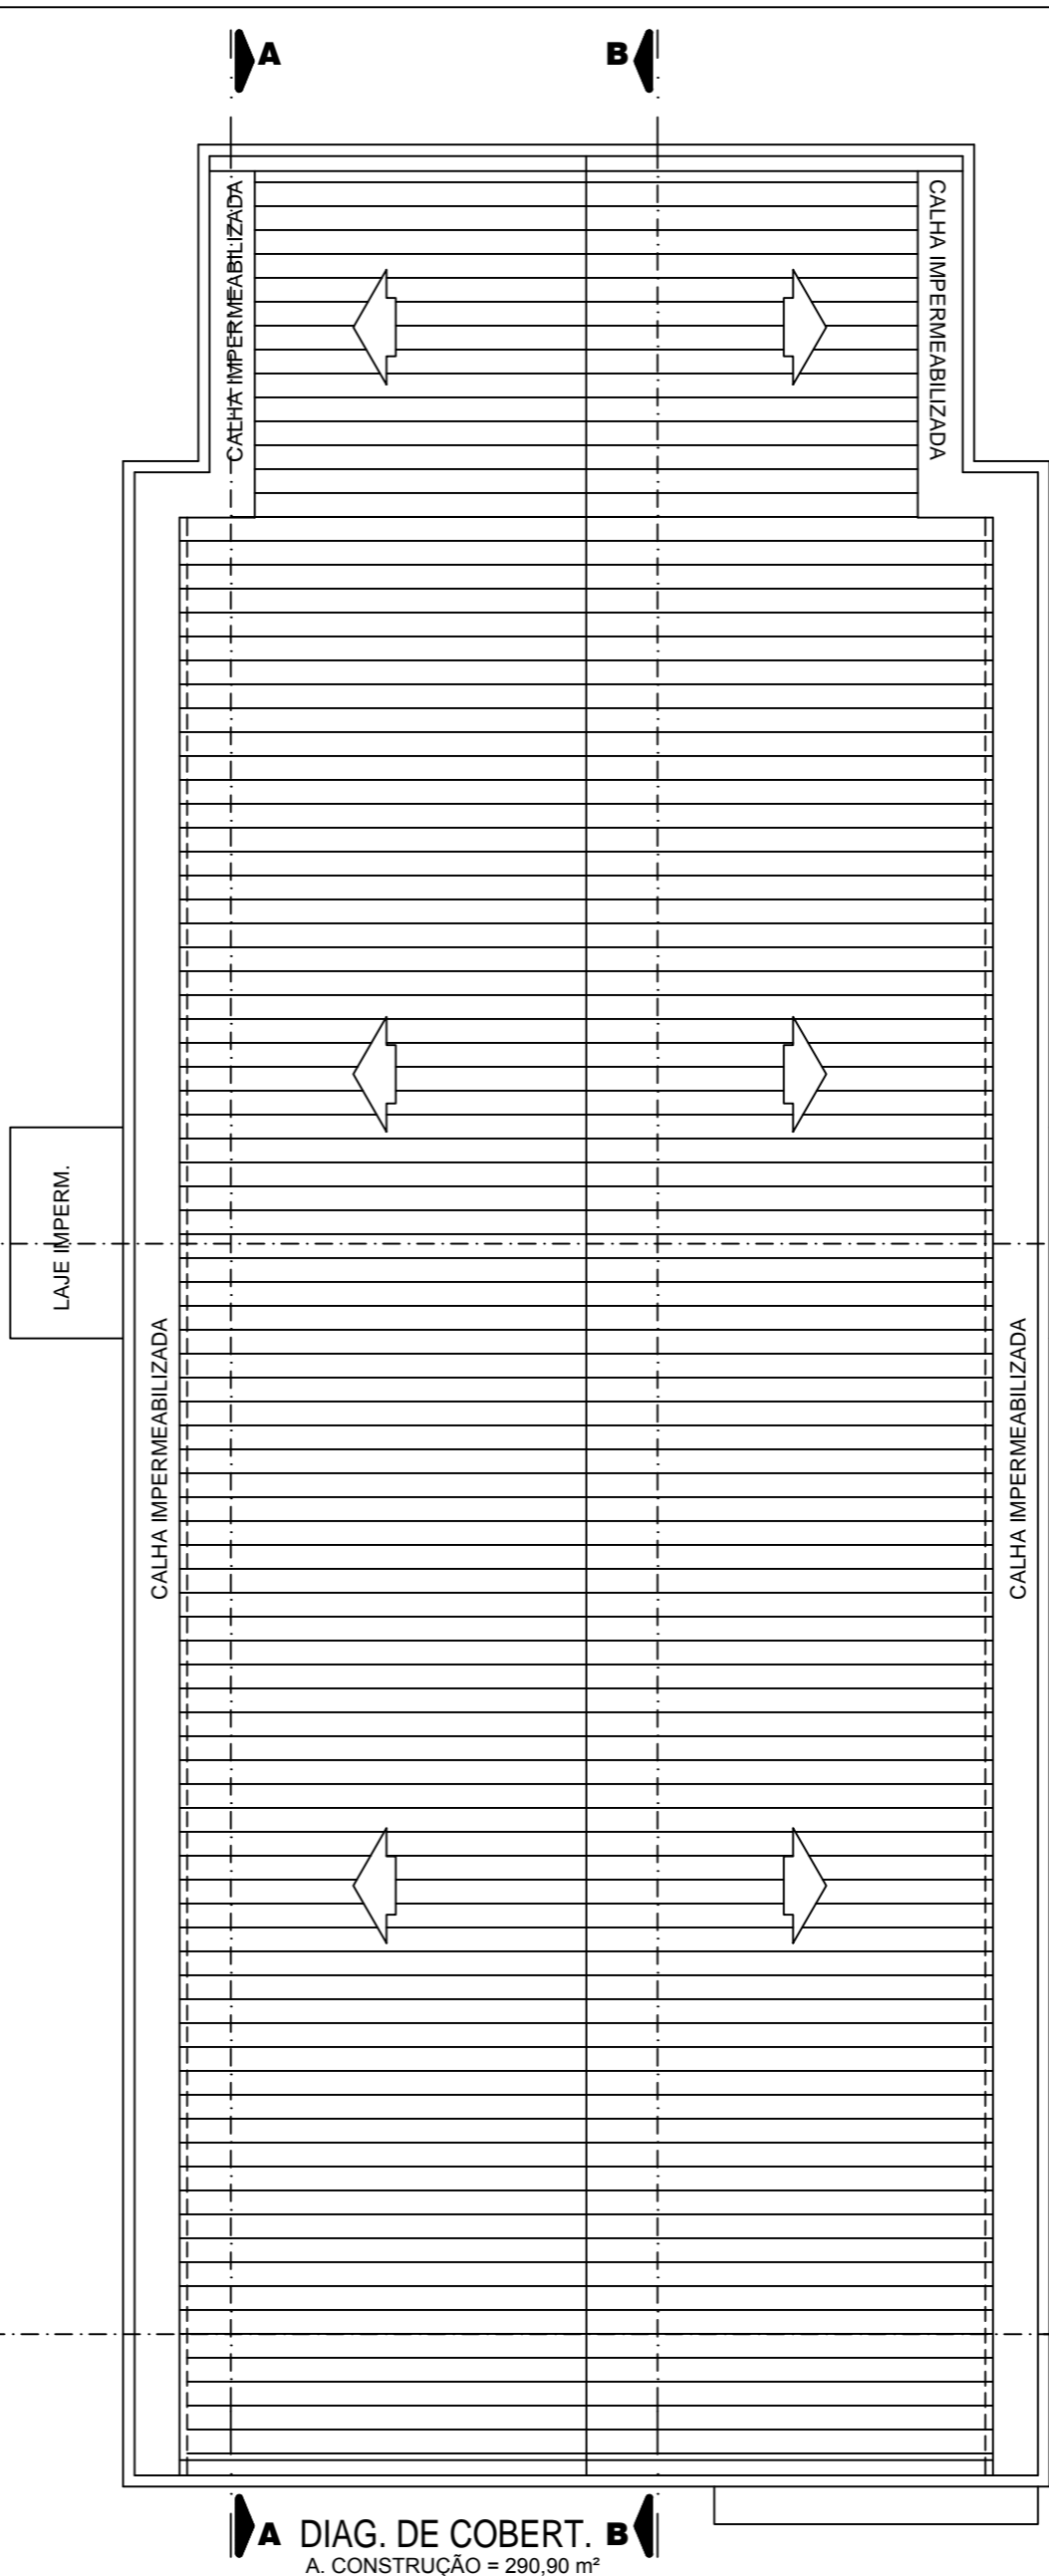 A B
CALHA IMPERMEABILIZADA
CALHA IMPERMEABILIZADA
LAJE IMPERM.
CALHA IMPERMEABILIZADA
CALHA IMPERMEABILIZADA
A DIAG. DE COBERT. B
A. CONSTRUÇÃO = 290,90 m²